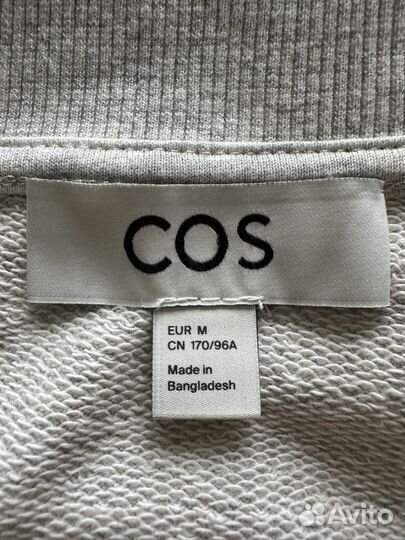 COS
EUR M
CN 170/96A
Made in
Bangladesh
Avito